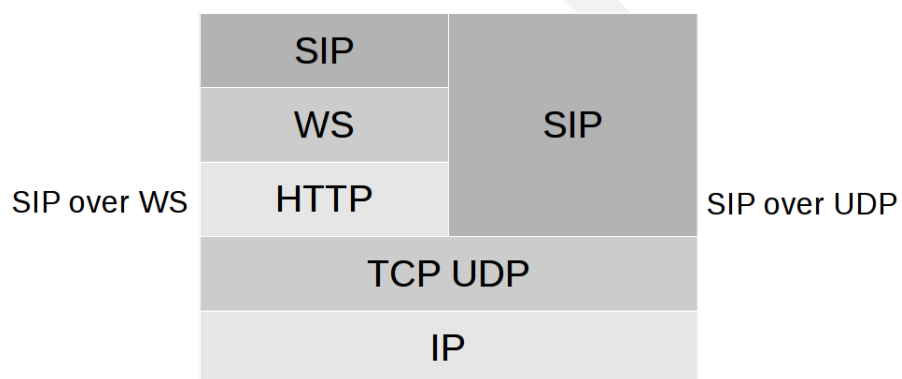 SIP
WS
SIP
SIP over WS
HTTP
SIP over UDP
TCP UDP
IP